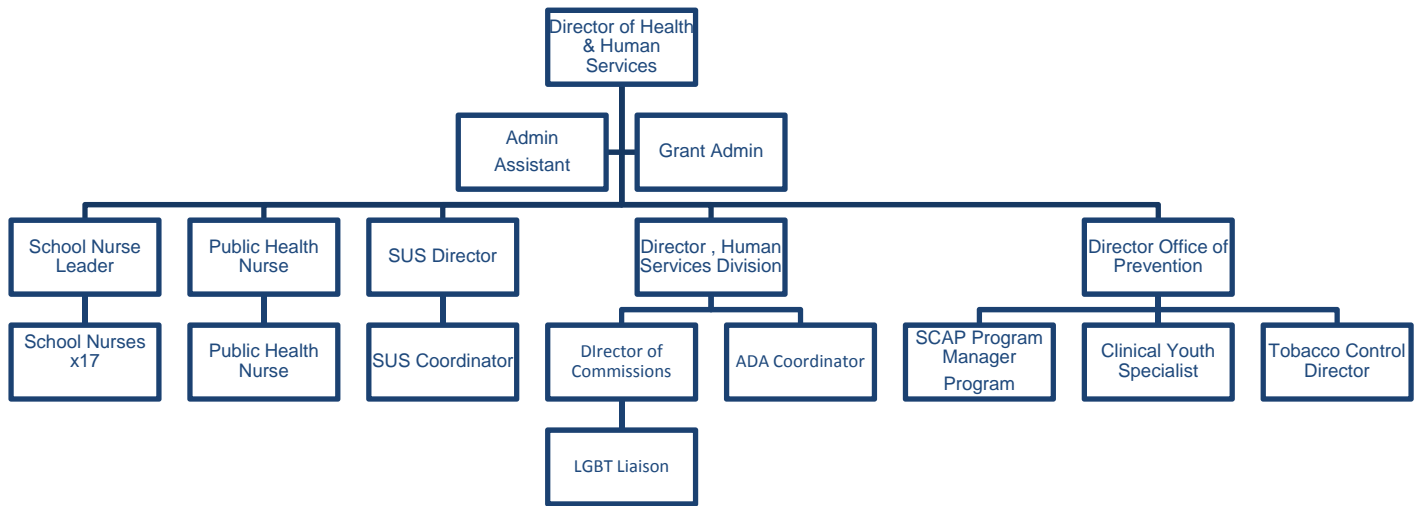 Director of Health
& Human
Services
Admin
Assistant
Grant Admin
School Nurse
Leader
Public Health
Nurse
SUS Director
Director , Human
Services Division
Director Office of
Prevention
School Nurses
x17
Public Health
Nurse
SUS Coordinator
DIrector of
Commissions
ADA Coordinator
SCAP Program
Manager
Program
Clinical Youth
Specialist
Tobacco Control
Director
LGBT Liaison